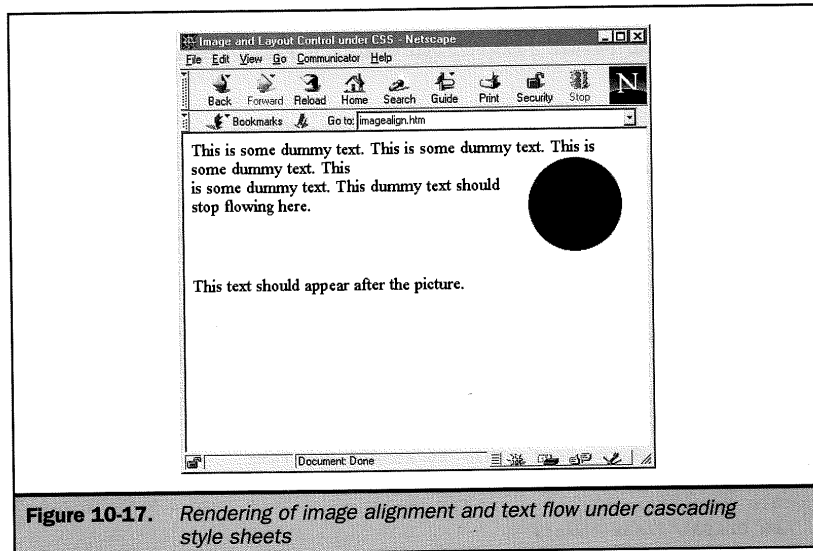 Image and Layout Control under CSS - Netscape
File Edit View Go Communicator Help
Back Forward Reload Home Search Guide Print Security Stop N
Bookmarks Go to: imagealign.htm
This is some dummy text. This is some dummy text. This is
some dummy text. This
is some dummy text. This dummy text should
stop flowing here.
This text should appear after the picture.
Document: Done
Figure 10-17. Rendering of image alignment and text flow under cascading
style sheets